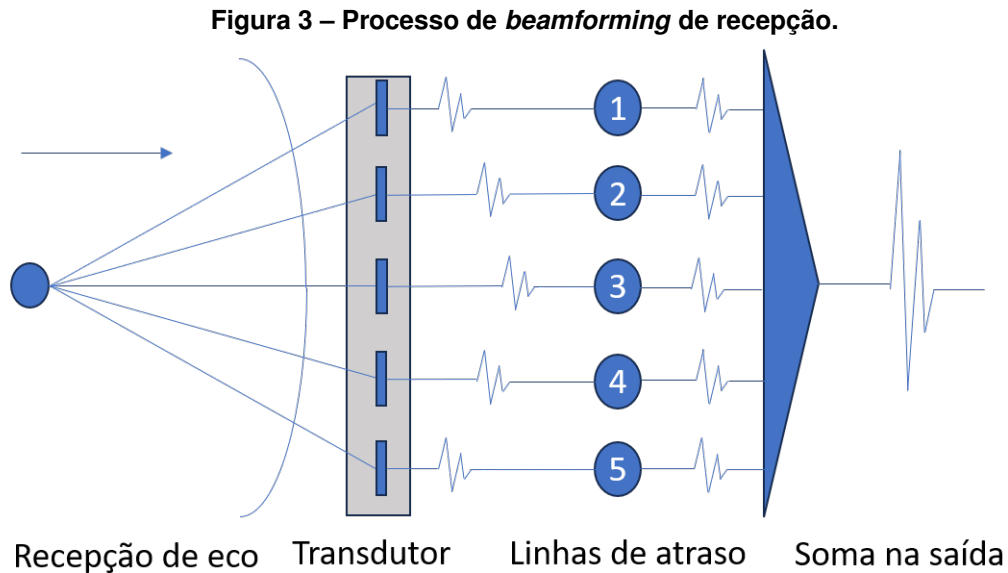 Figura 3 – Processo de beamforming de recepção.
1
2
3
4
5
Recepção de eco
Transdutor
Linhas de atraso
Soma na saída